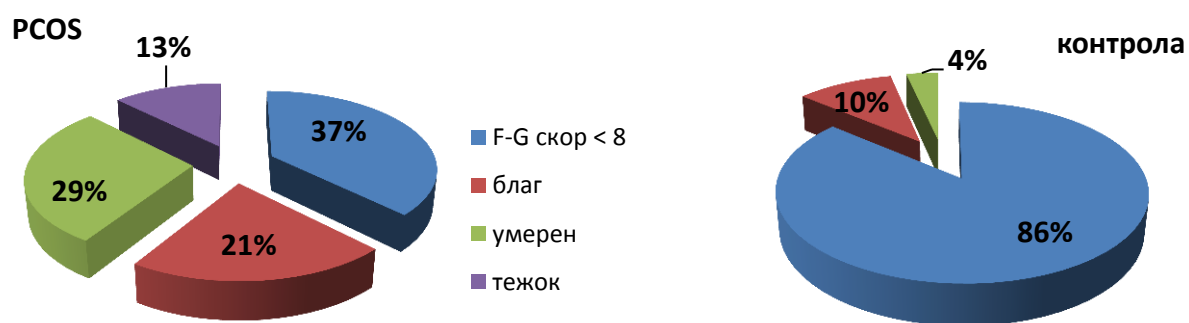 PCOS
13%
37%
29%
21%
F-G скор < 8
благ
умерен
тежок
контрола
4%
10%
86%